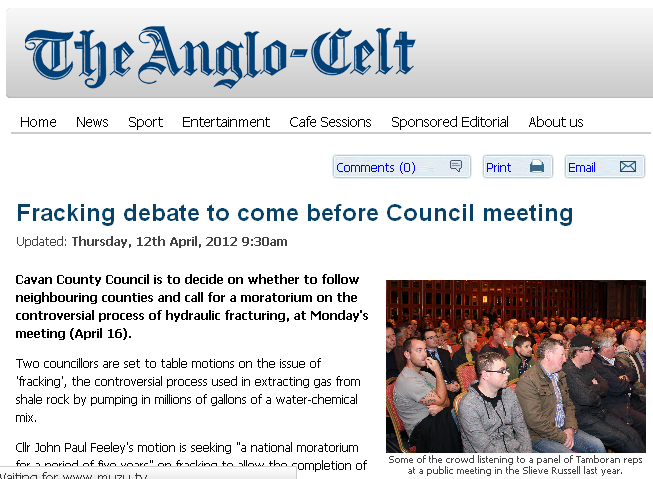 The Anglo-Celt
Home News Sport Entertainment Cafe Sessions Sponsored Editorial About us
Comments (0) Print Email
Fracking debate to come before Council meeting
Updated: Thursday, 12th April, 2012 9:30am
Cavan County Council is to decide on whether to follow
neighbouring counties and call for a moratorium on the
controversial process of hydraulic fracturing, at Monday's
meeting (April 16).
Two councillors are set to table motions on the issue of
'fracking', the controversial process used in extracting gas from
shale rock by pumping in millions of gallons of a water-chemical
mix.
Cllr John Paul Feeley's motion is seeking "a national moratorium
for a period of five years" on fracking to allow the completion of
Some of the crowd listening to a panel of Tamboran reps
at a public meeting in the Slieve Russell last year.
Waiting for www.muzu.tv